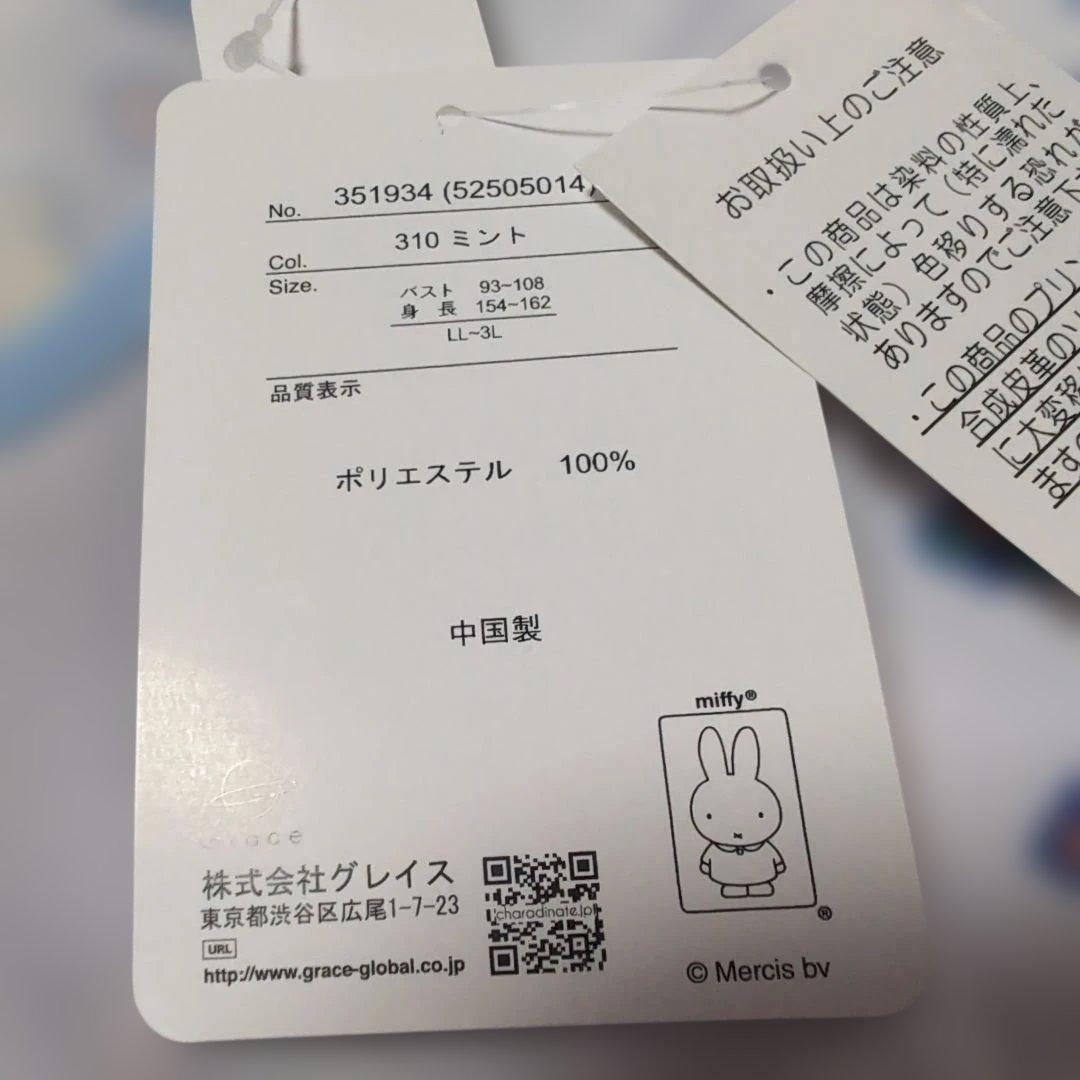 No. 351934 (52505014)
Col. 310 ミント
Size.
バスト 93~108
身 長 154~162
LL~3L
品質表示
ポリエステル 100%
中国製
miffy®
®
© Mercis bv
Grace
株式会社グレイス
東京都渋谷区広尾1-7-23
URL
http://www.grace-global.co.jp
charadinate.jp
お取扱い上のご注意
・この商品は染料の性質上、
摩擦によって(特に濡れた
状態)色移りする恐れが
ありますのでご注意下
・この商品のプリン
合成皮革のソ
に大変移
ます